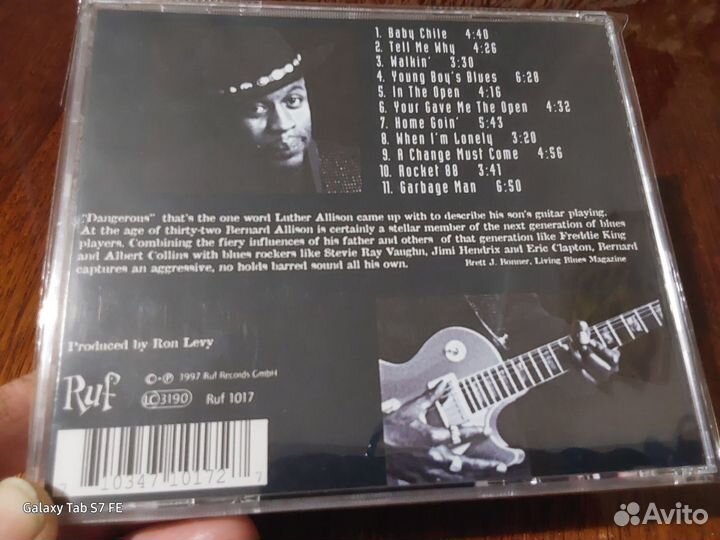 1. Baby Chile 4:40
2. Tell Me Why 4:26
3. Walkin' 3:30
4. Young Boy's Blues 6:28
5. In The Open 4:16
6. Your Gave Me The Open 4:32
7. Home Goin' 5:43
8. When I'm Lonely 3:20
9. A Change Must Come 4:56
10. Rocket 88 3:41
11. Garbage Man 6:50
"Dangerous" that's the one word Luther Allison came up with to describe his son's guitar playing.
At the age of thirty-two Bernard Allison is certainly a stellar member of the next generation of blues
players. Combining the fiery influences of his father and others of that generation like Freddie King
and Albert Collins with blues rockers like Stevie Ray Vaughn, Jimi Hendrix and Eric Clapton, Bernard
captures an aggressive, no holds barred sound all his own.
Brett J. Bonner, Living Blues Magazine
Produced by Ron Levy
Ruf
©+℗ 1997 Ruf Records GmbH
LC 3190 Ruf 1017
7 10347 10172 7
Galaxy Tab S7 FE
Avito